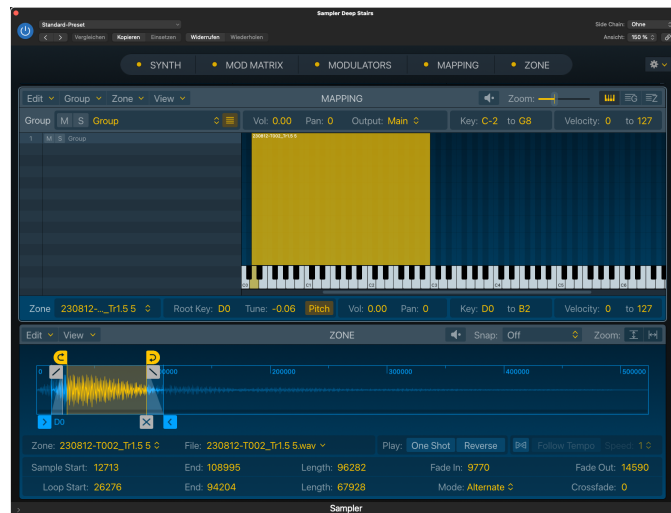 Sampler Deep Stairs
Standard-Preset
Side Chain: Ohne
Vergleichen Kopieren Einsetzen Widerrufen Wiederholen
Ansicht: 150 %
SYNTH MOD MATRIX MODULATORS MAPPING ZONE
Edit Group Zone View MAPPING Zoom:
Group M S Group Vol: 0.00 Pan: 0 Output: Main Key: C-2 to G8 Velocity: 0 to 127
1 M S Group 230812-T002_Tr1.5 5
C0 C1 C2 C3 C4 C5 C6
Zone 230812-..._Tr1.5 5 Root Key: D0 Tune: -0.06 Pitch Vol: 0.00 Pan: 0 Key: D0 to B2 Velocity: 0 to 127
Edit View ZONE Snap: Off Zoom:
0 200000 300000 400000 500000
D0
Zone: 230812-T002_Tr1.5 5 File: 230812-T002_Tr1.5 5.wav Play: One Shot Reverse Follow Tempo Speed: 1
Sample Start: 12713 End: 108995 Length: 96282 Fade In: 9770 Fade Out: 14590
Loop Start: 26276 End: 94204 Length: 67928 Mode: Alternate Crossfade: 0
Sampler